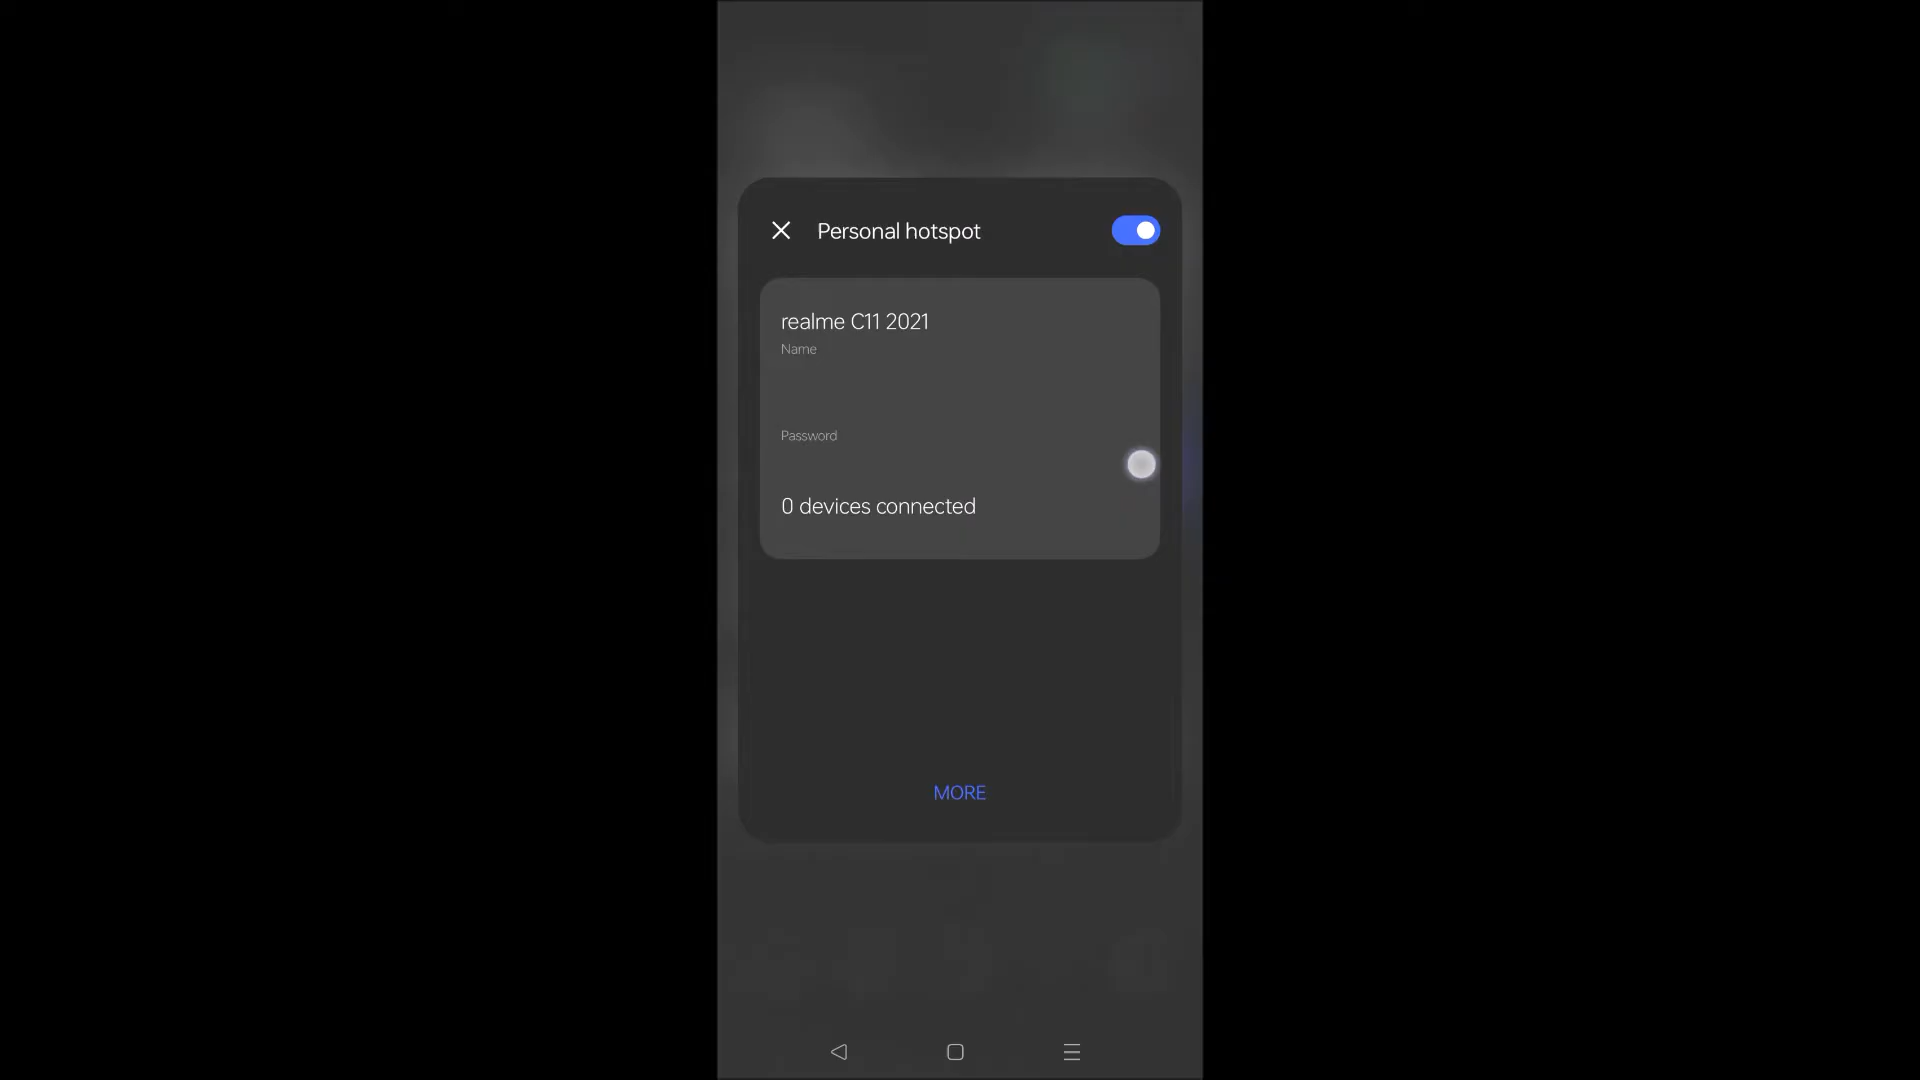 Personal hotspot
realme C11 2021
Name
Password
0 devices connected
MORE